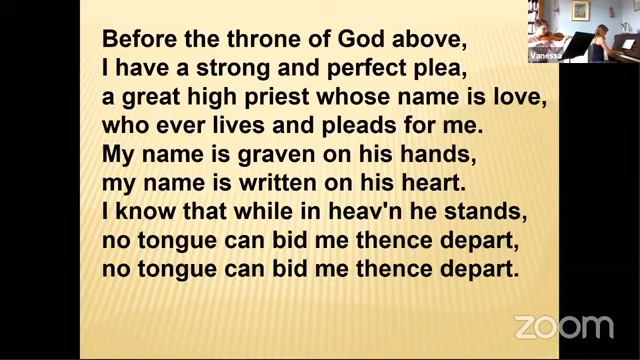 Before the throne of God above,
I have a strong and perfect plea,
a great high priest whose name is love,
who ever lives and pleads for me.
My name is graven on his hands,
my name is written on his heart.
I know that while in heav'n he stands,
no tongue can bid me thence depart,
no tongue can bid me thence depart.
Vanessa
zoom